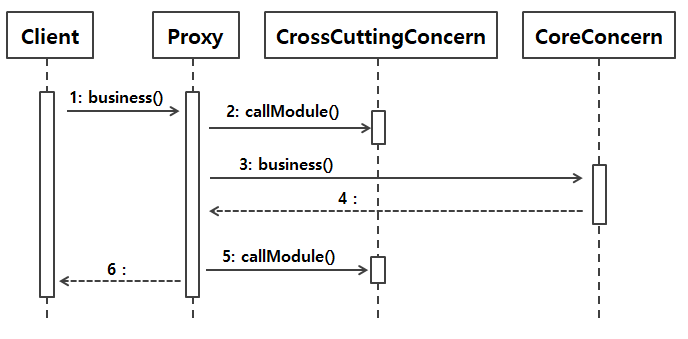 Client
Proxy
CrossCuttingConcern
CoreConcern
1: business()
2: callModule()
3: business()
4 :
5: callModule()
6 :